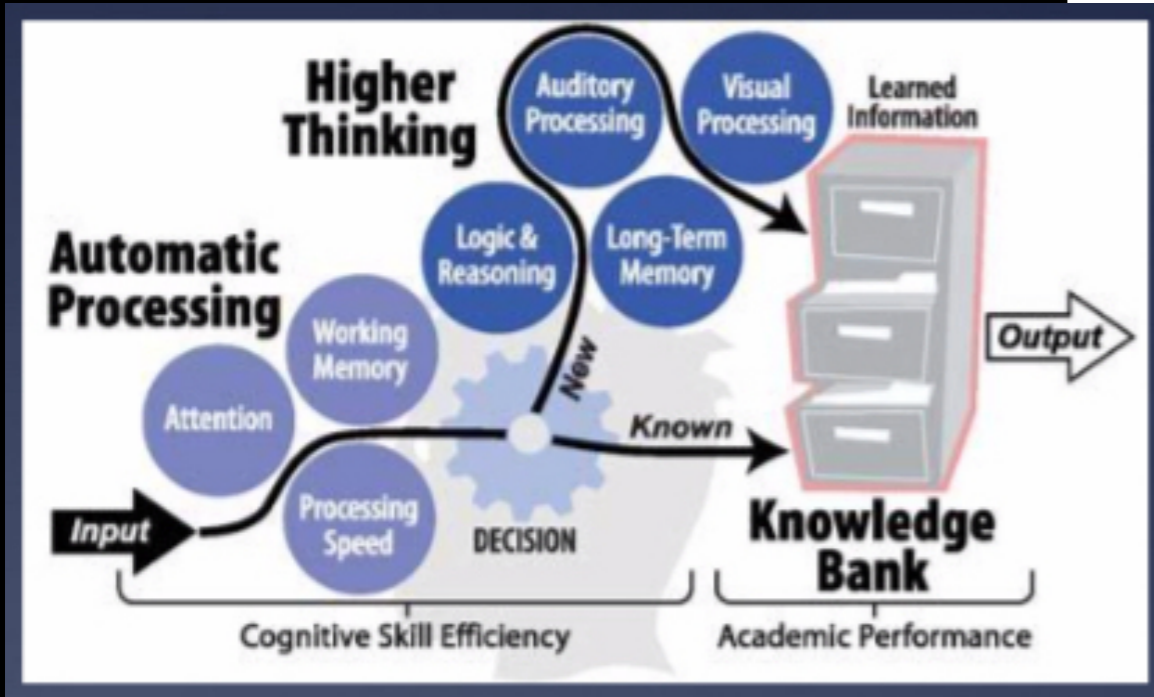 Higher
Thinking
Auditory
Processing
Visual
Processing
Learned
Information
Logic &
Reasoning
Long-Term
Memory
Automatic
Processing
Working
Memory
Attention
New
Known
Output
Input
Processing
Speed
DECISION
Knowledge
Bank
Cognitive Skill Efficiency
Academic Performance